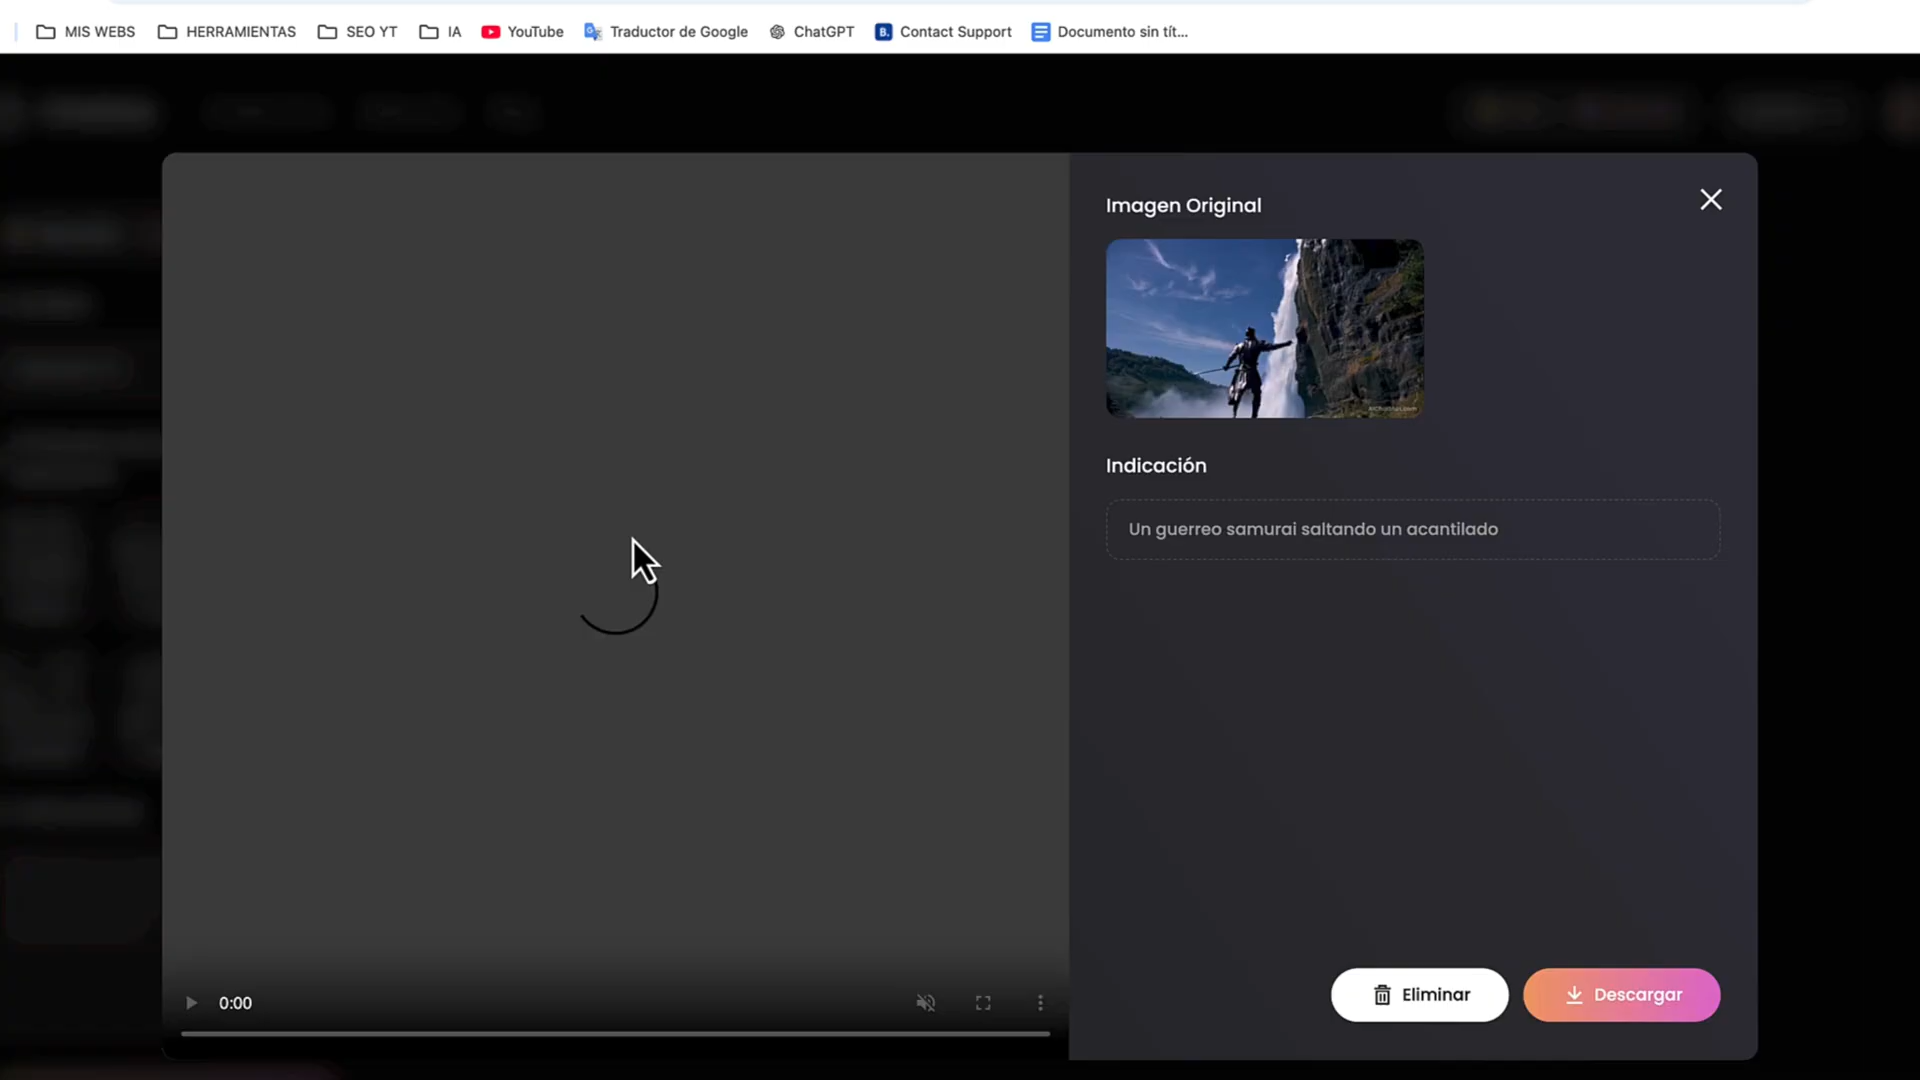 MIS WEBS
HERRAMIENTAS
SEO YT
IA
YouTube
Traductor de Google
ChatGPT
B. Contact Support
Documento sin tít...
Imagen Original
Indicación
Un guerreo samurai saltando un acantilado
0:00
Eliminar
Descargar